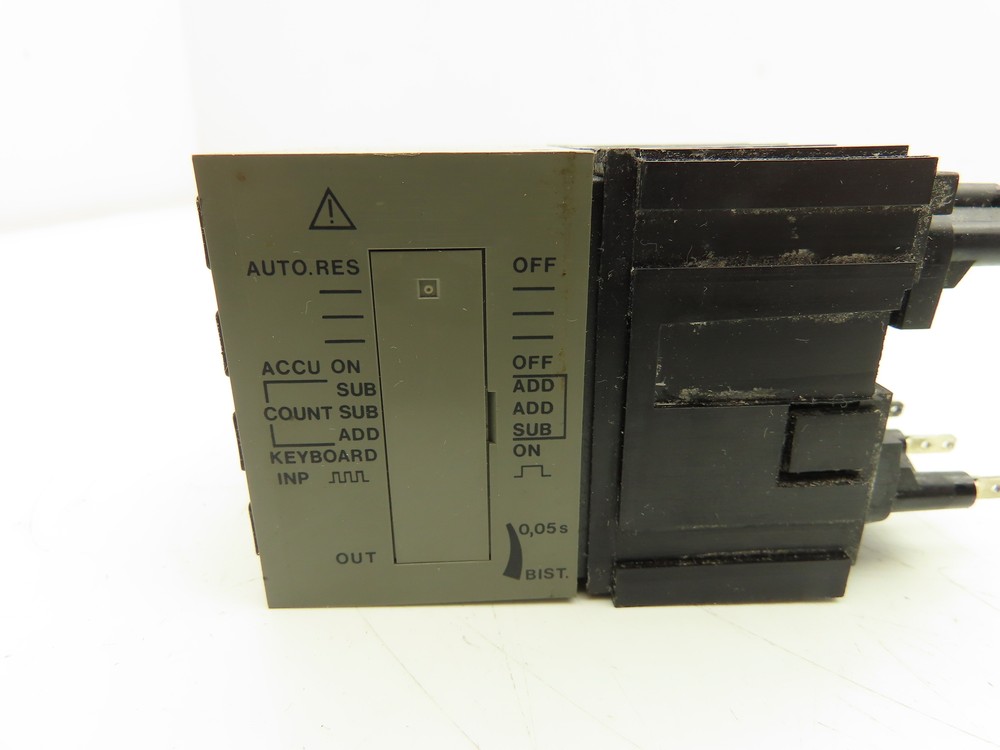 AUTO.RES OFF
ACCU ON OFF
SUB ADD
COUNT SUB ADD
ADD SUB
KEYBOARD ON
INP
0,05 s
OUT BIST.